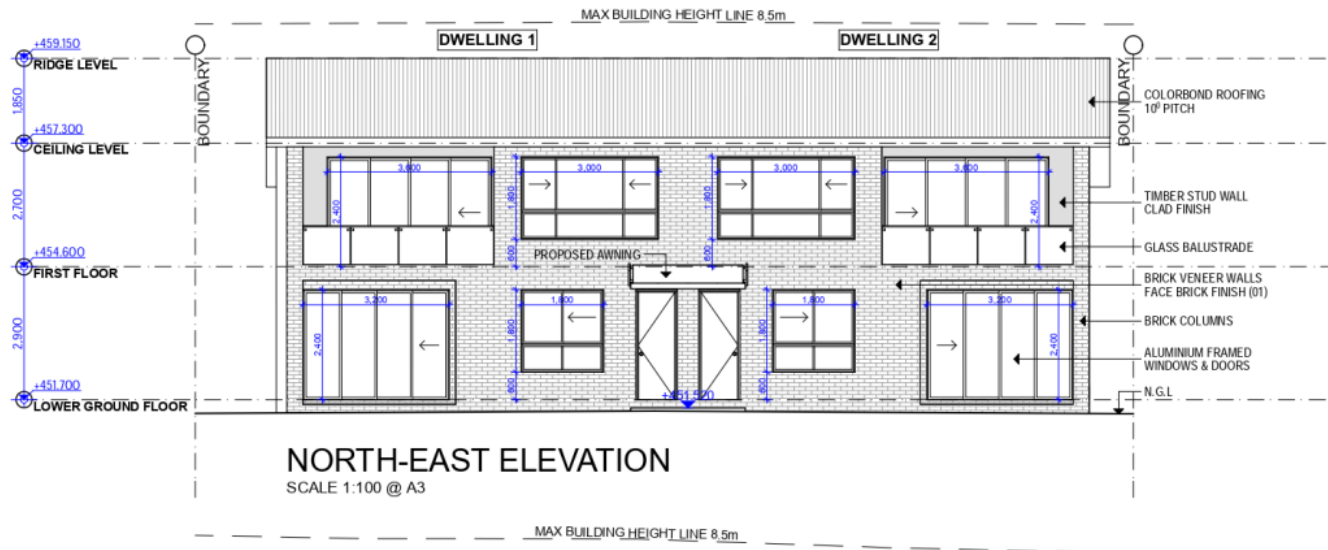 MAX BUILDING HEIGHT LINE 8.5m
DWELLING 1
DWELLING 2
+459.150
RIDGE LEVEL
1,850
BOUNDARY
BOUNDARY
COLORBOND ROOFING
10⁰ PITCH
+457.300
CEILING LEVEL
2,700
3,600
3,000
3,000
3,600
1,800
1,800
2,400
2,400
600
600
TIMBER STUD WALL
CLAD FINISH
GLASS BALUSTRADE
+454.600
FIRST FLOOR
PROPOSED AWNING
BRICK VENEER WALLS
FACE BRICK FINISH (01)
2,900
3,200
1,800
1,800
3,200
1,800
1,800
2,400
2,400
600
600
BRICK COLUMNS
ALUMINIUM FRAMED
WINDOWS & DOORS
+451.700
LOWER GROUND FLOOR
+451.520
N.G.L
NORTH-EAST ELEVATION
SCALE 1:100 @ A3
MAX BUILDING HEIGHT LINE 8.5m